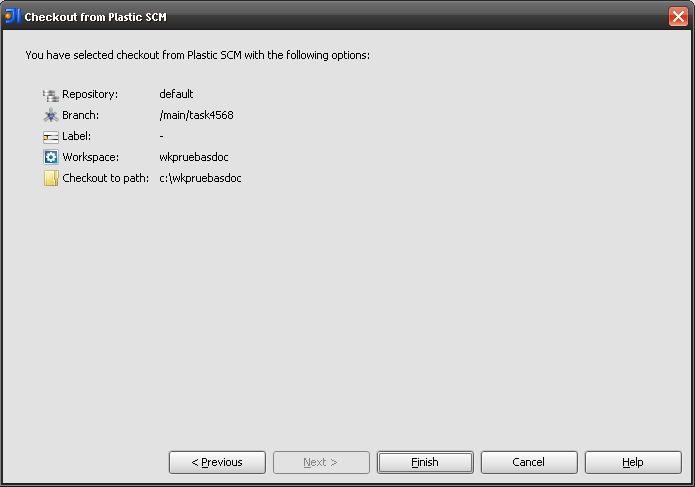 Checkout from Plastic SCM
You have selected checkout from Plastic SCM with the following options:
Repository: default
Branch: /main/task4568
Label: -
Workspace: wkpruebasdoc
Checkout to path: c:\wkpruebasdoc
< Previous Next > Finish Cancel Help